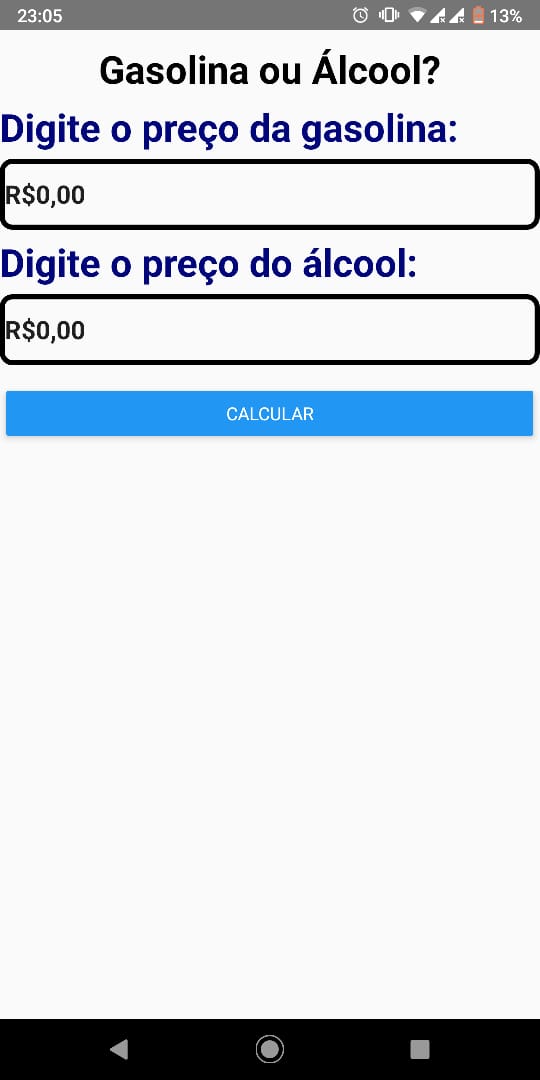 23:05 13%
Gasolina ou Álcool?
Digite o preço da gasolina:
R$0,00
Digite o preço do álcool:
R$0,00
CALCULAR